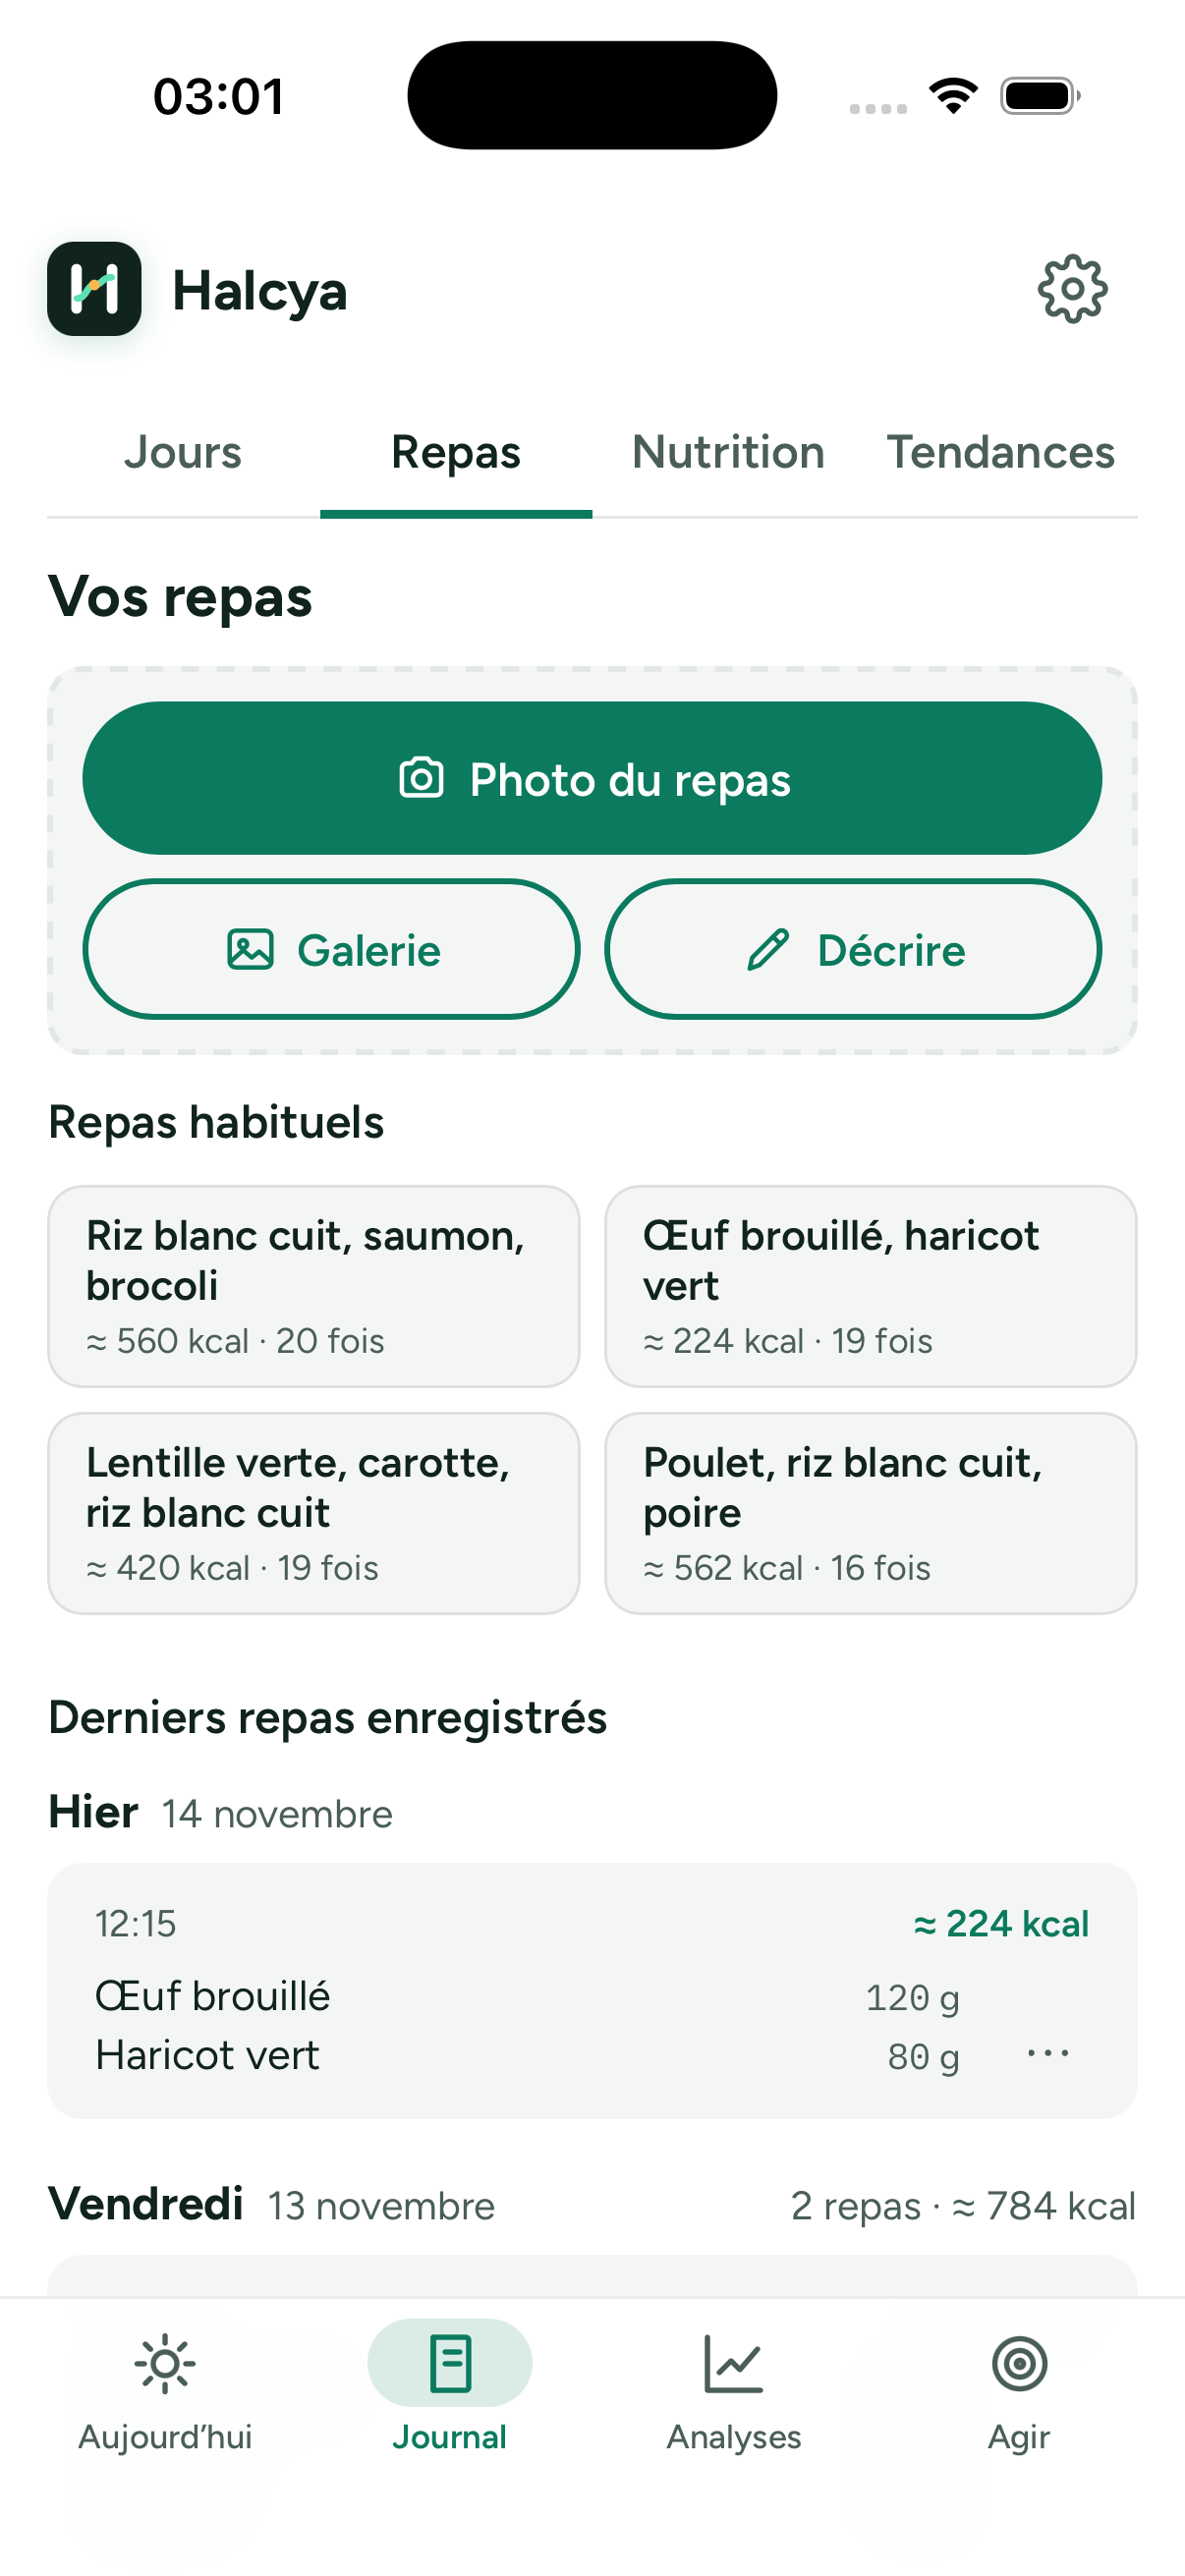 03:01
Halcya
Jours
Repas
Nutrition
Tendances
Vos repas
Photo du repas
Galerie
Décrire
Repas habituels
Riz blanc cuit, saumon,
brocoli
≈ 560 kcal · 20 fois
Œuf brouillé, haricot
vert
≈ 224 kcal · 19 fois
Lentille verte, carotte,
riz blanc cuit
≈ 420 kcal · 19 fois
Poulet, riz blanc cuit,
poire
≈ 562 kcal · 16 fois
Derniers repas enregistrés
Hier 14 novembre
12:15 ≈ 224 kcal
Œuf brouillé 120 g
Haricot vert 80 g ···
Vendredi 13 novembre 2 repas · ≈ 784 kcal
Aujourd’hui
Journal
Analyses
Agir